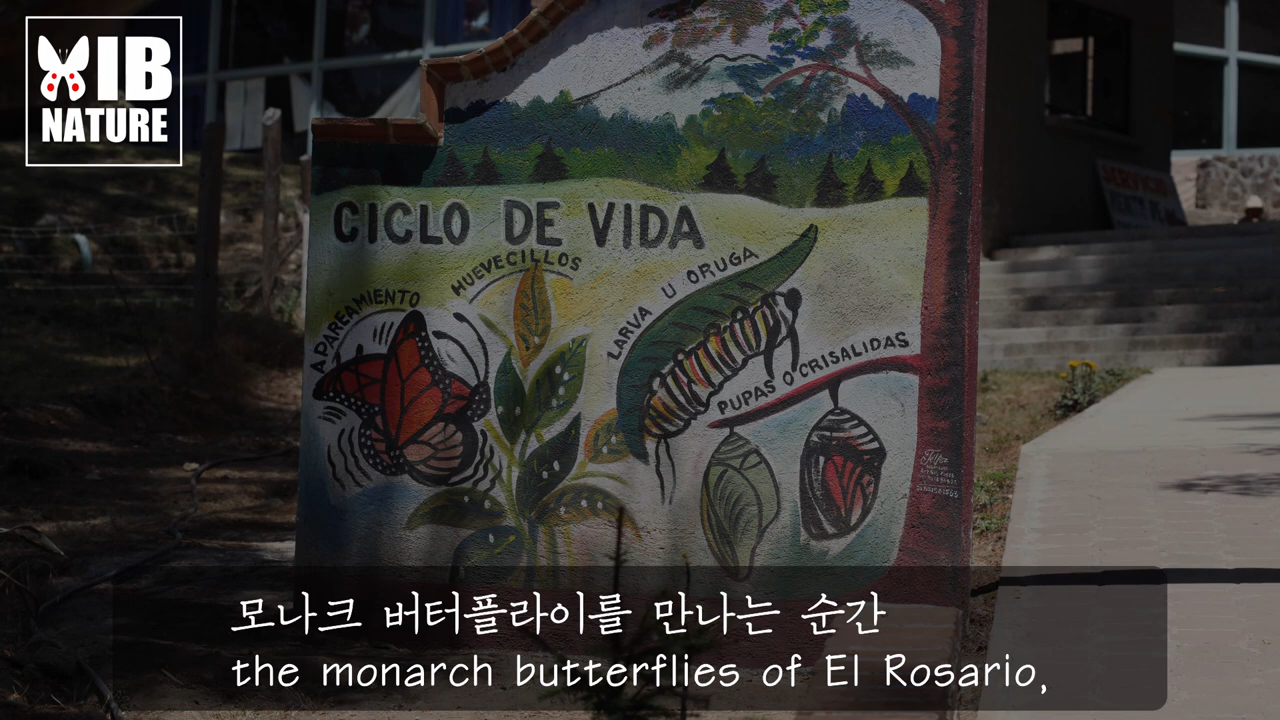 IB
NATURE
CICLO DE VIDA
HUEVECILLOS
APAREAMIENTO
LARVA U ORUGA
PUPAS O CRISALIDAS
모나크 버터플라이를 만나는 순간
the monarch butterflies of El Rosario,